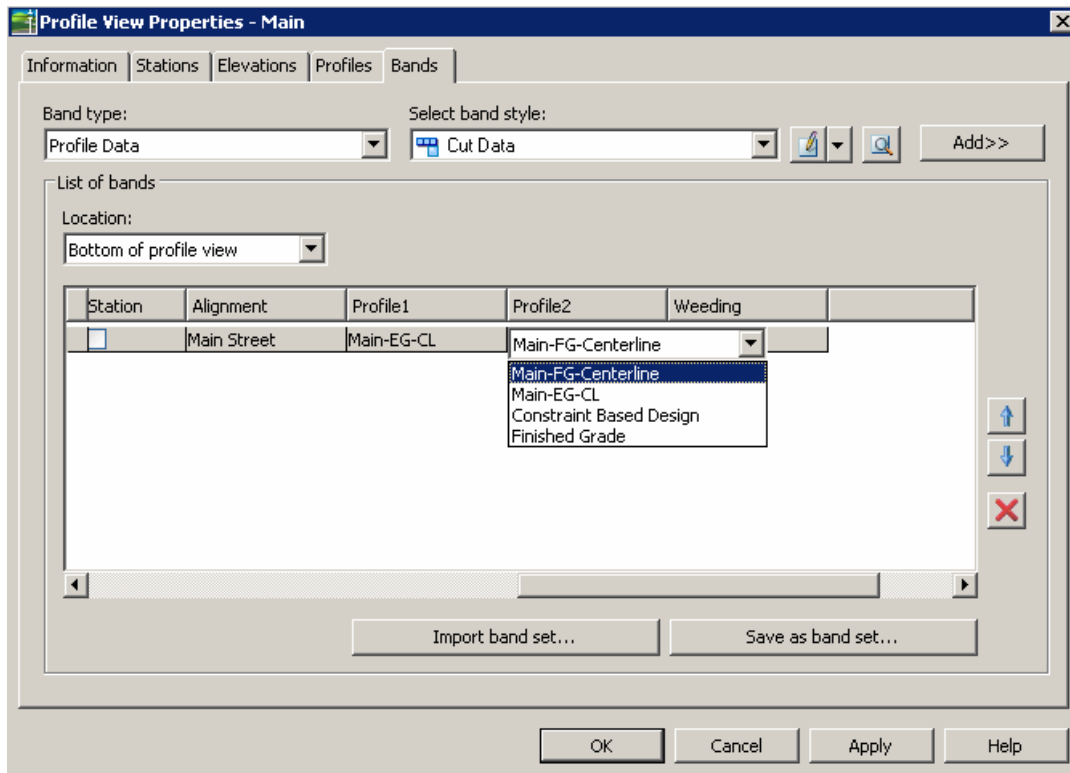 Profile View Properties - Main
Information Stations Elevations Profiles Bands
Band type: Select band style:
Profile Data Cut Data Add>>
List of bands
Location:
Bottom of profile view
Station Alignment Profile1 Profile2 Weeding
Main Street Main-EG-CL Main-FG-Centerline
Main-FG-Centerline
Main-EG-CL
Constraint Based Design
Finished Grade
Import band set... Save as band set...
OK Cancel Apply Help